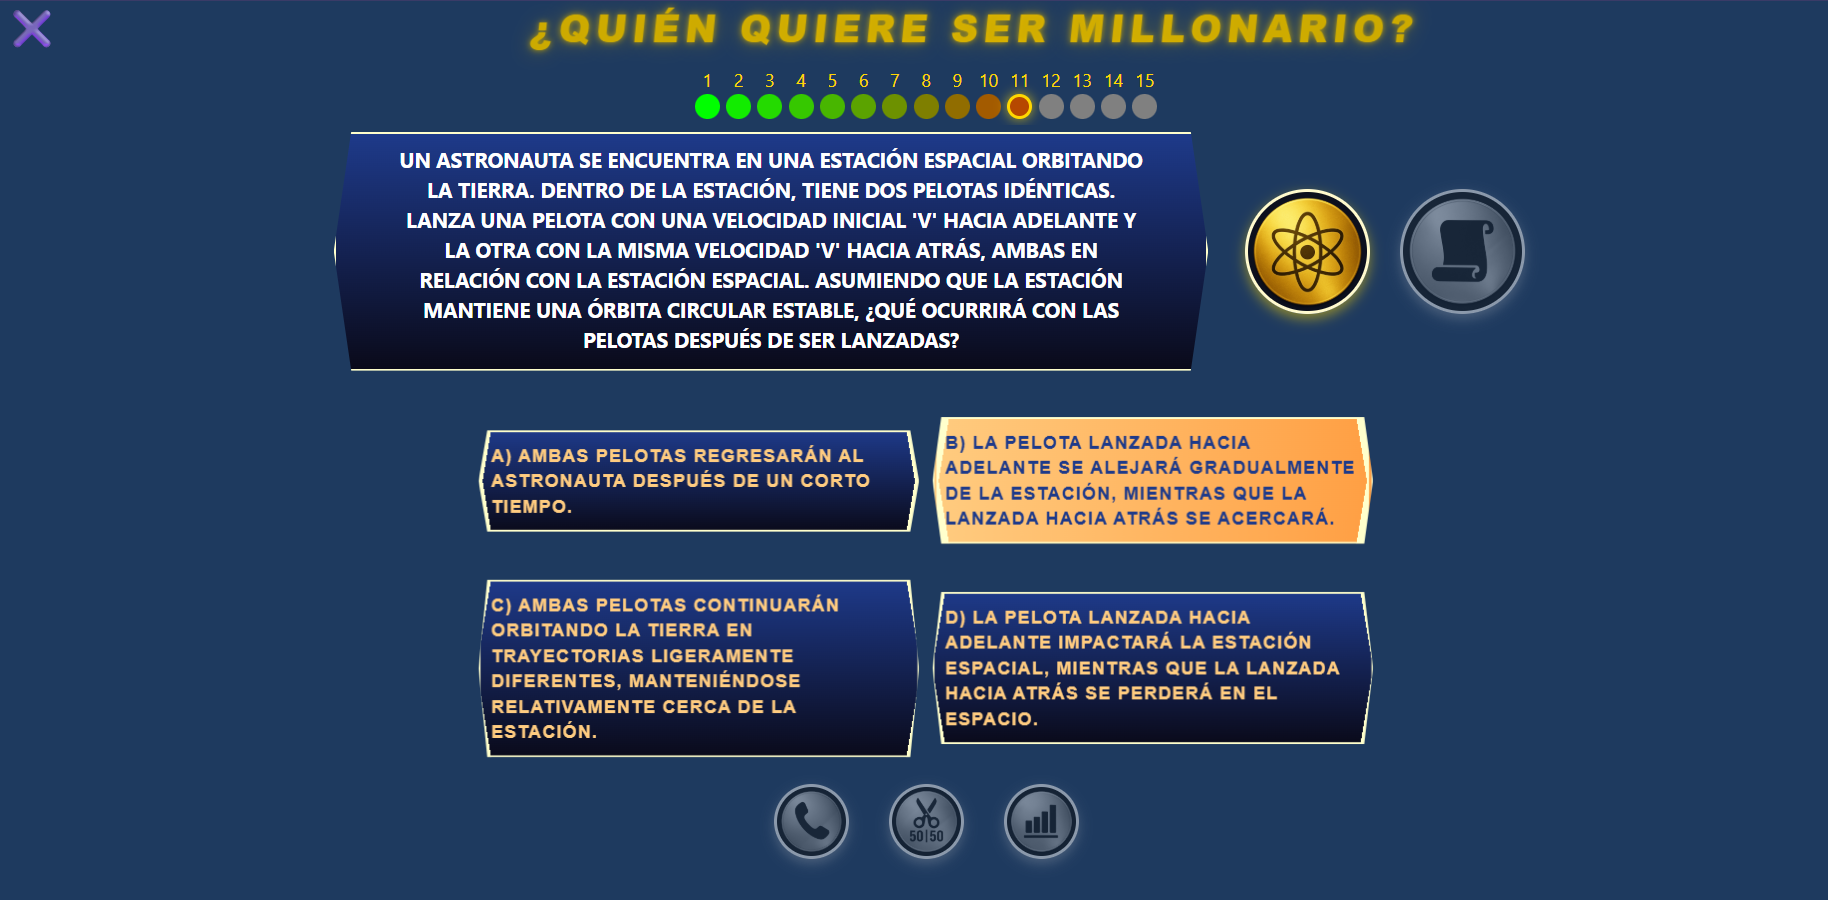 ¿QUIÉN QUIERE SER MILLONARIO?
1 2 3 4 5 6 7 8 9 10 11 12 13 14 15
UN ASTRONAUTA SE ENCUENTRA EN UNA ESTACIÓN ESPACIAL ORBITANDO
LA TIERRA. DENTRO DE LA ESTACIÓN, TIENE DOS PELOTAS IDÉNTICAS.
LANZA UNA PELOTA CON UNA VELOCIDAD INICIAL 'V' HACIA ADELANTE Y
LA OTRA CON LA MISMA VELOCIDAD 'V' HACIA ATRÁS, AMBAS EN
RELACIÓN CON LA ESTACIÓN ESPACIAL. ASUMIENDO QUE LA ESTACIÓN
MANTIENE UNA ÓRBITA CIRCULAR ESTABLE, ¿QUÉ OCURRIRÁ CON LAS
PELOTAS DESPUÉS DE SER LANZADAS?
A) AMBAS PELOTAS REGRESARÁN AL
ASTRONAUTA DESPUÉS DE UN CORTO
TIEMPO.
B) LA PELOTA LANZADA HACIA
ADELANTE SE ALEJARÁ GRADUALMENTE
DE LA ESTACIÓN, MIENTRAS QUE LA
LANZADA HACIA ATRÁS SE ACERCARÁ.
C) AMBAS PELOTAS CONTINUARÁN
ORBITANDO LA TIERRA EN
TRAYECTORIAS LIGERAMENTE
DIFERENTES, MANTENIÉNDOSE
RELATIVAMENTE CERCA DE LA
ESTACIÓN.
D) LA PELOTA LANZADA HACIA
ADELANTE IMPACTARÁ LA ESTACIÓN
ESPACIAL, MIENTRAS QUE LA LANZADA
HACIA ATRÁS SE PERDERÁ EN EL
ESPACIO.
50|50